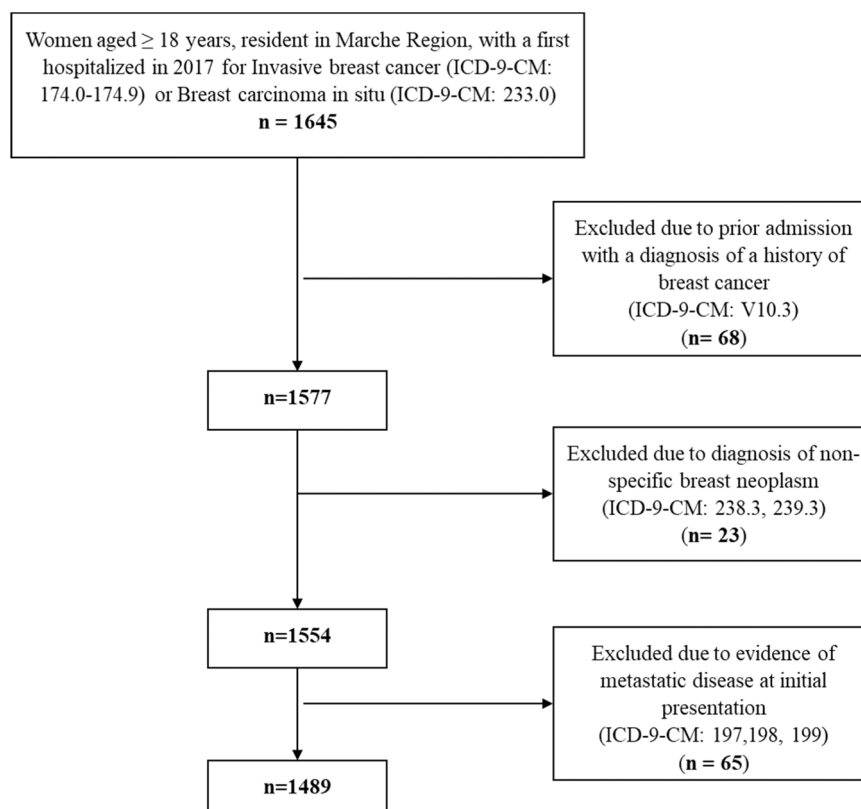 Women aged ≥ 18 years, resident in Marche Region, with a first
hospitalized in 2017 for Invasive breast cancer (ICD-9-CM:
174.0-174.9) or Breast carcinoma in situ (ICD-9-CM: 233.0)
n = 1645
Excluded due to prior admission
with a diagnosis of a history of
breast cancer
(ICD-9-CM: V10.3)
(n= 68)
n=1577
Excluded due to diagnosis of non-
specific breast neoplasm
(ICD-9-CM: 238.3, 239.3)
(n= 23)
n=1554
Excluded due to evidence of
metastatic disease at initial
presentation
(ICD-9-CM: 197,198, 199)
(n = 65)
n=1489